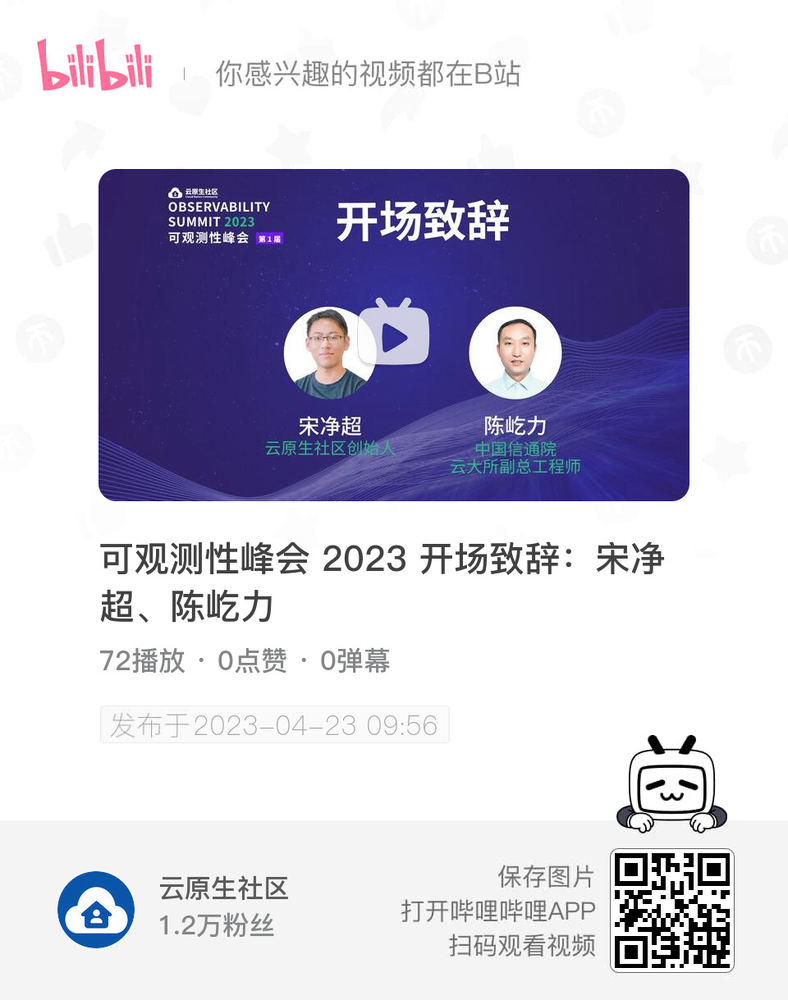 bilibili
你感兴趣的视频都在B站
云原生社区
OBSERVABILITY
SUMMIT 2023
可观测性峰会 第1届
开场致辞
宋净超
云原生社区创始人
陈屹力
中国信通院
云大所副总工程师
可观测性峰会 2023 开场致辞：宋净
超、陈屹力
72播放 · 0点赞 · 0弹幕
发布于2023-04-23 09:56
云原生社区
1.2万粉丝
保存图片
打开哔哩哔哩APP
扫码观看视频